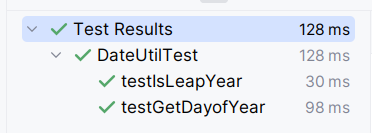 Test Results 128 ms
DateUtilTest 128 ms
testIsLeapYear 30 ms
testGetDayofYear 98 ms